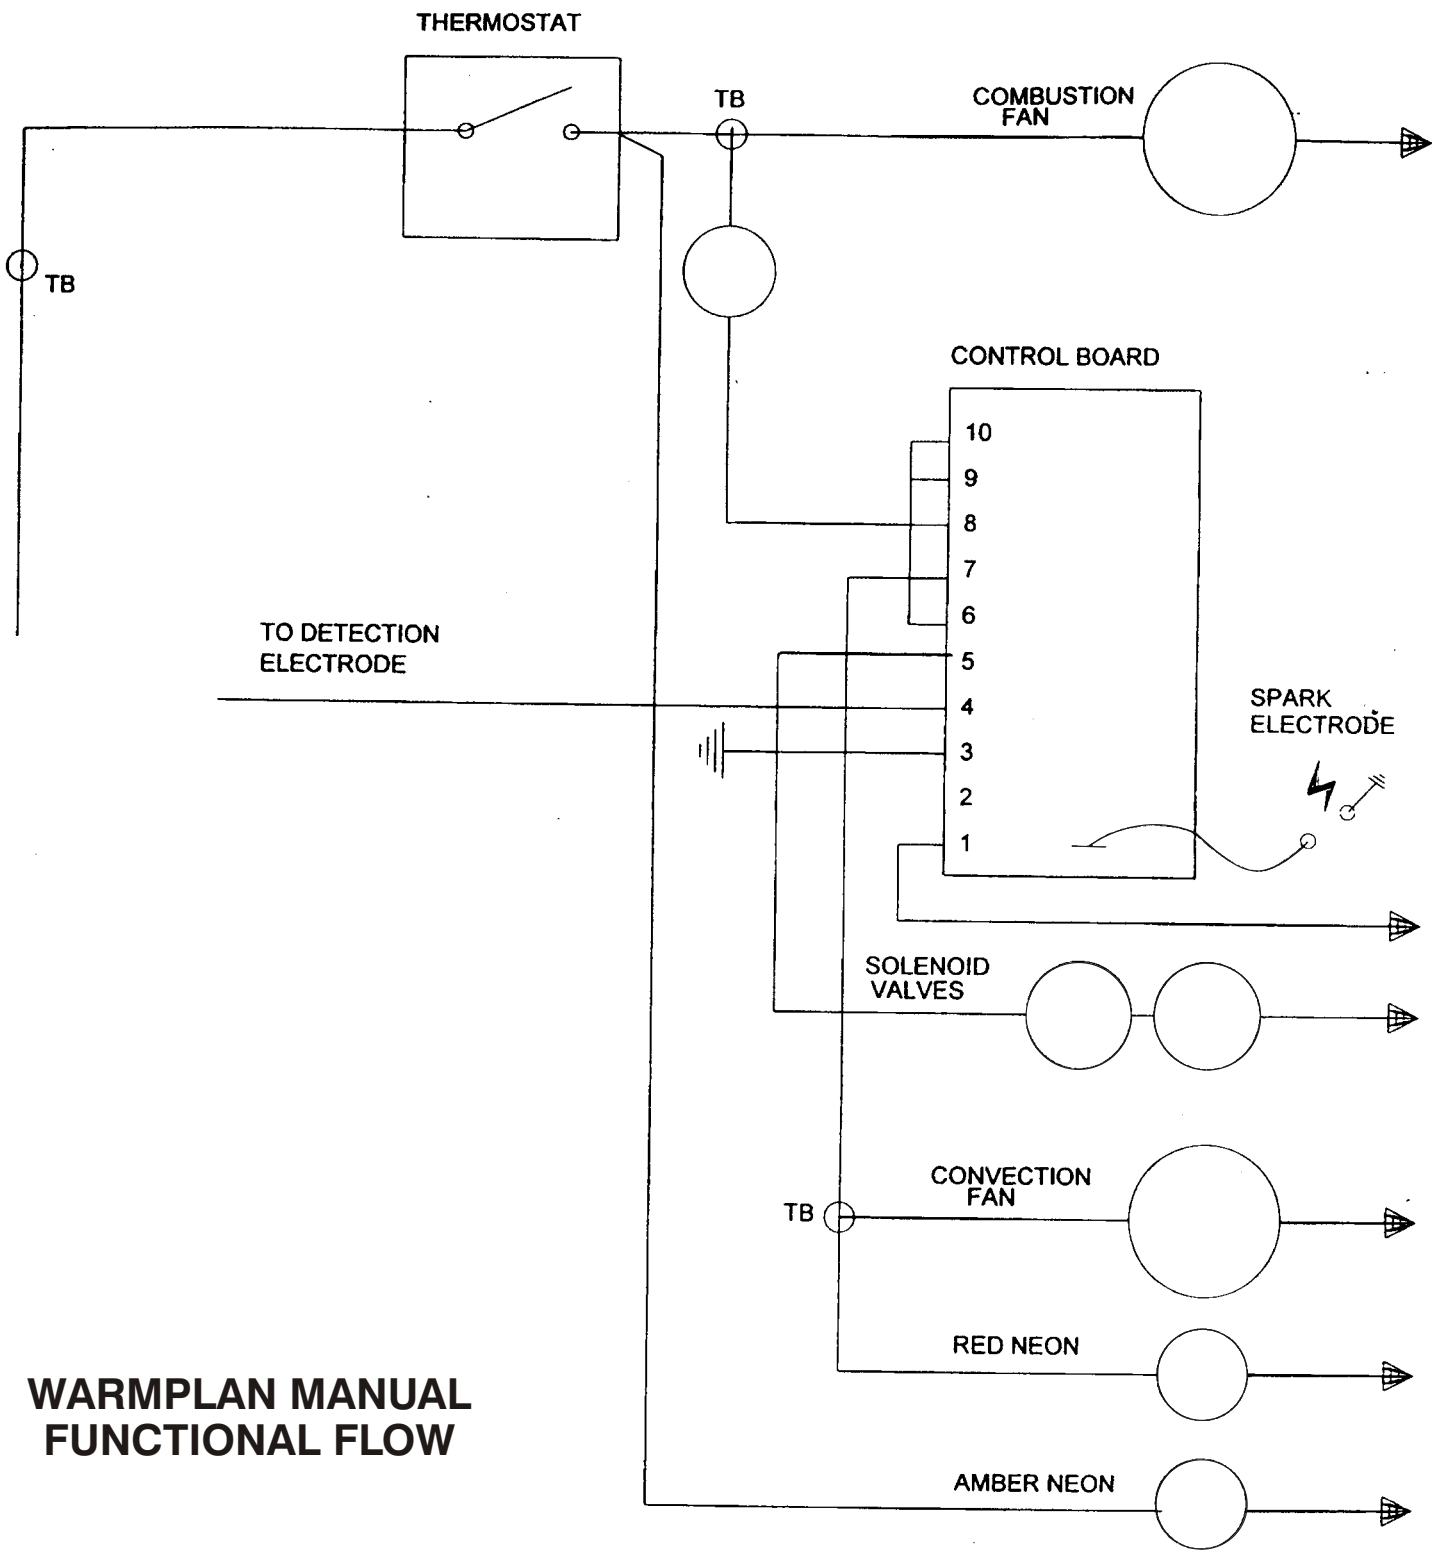 THERMOSTAT
TB
COMBUSTION
FAN
TB
CONTROL BOARD
10
9
8
7
6
5
4
3
2
1
TO DETECTION
ELECTRODE
SPARK
ELECTRODE
SOLENOID
VALVES
CONVECTION
FAN
TB
RED NEON
AMBER NEON
WARMPLAN MANUAL
FUNCTIONAL FLOW